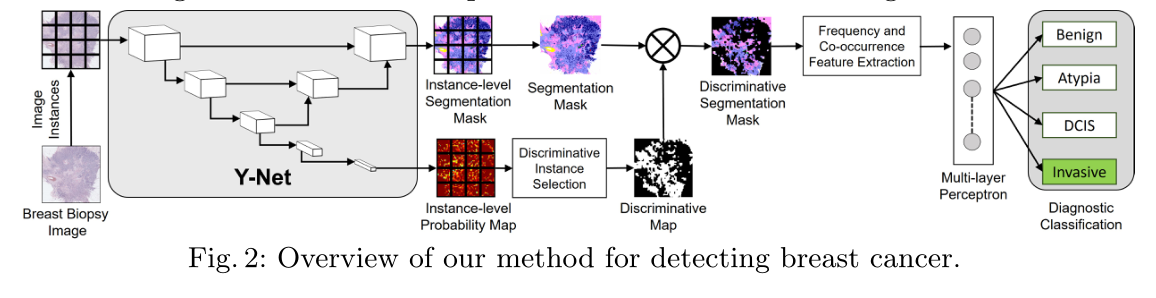 Image
Instances
Breast Biopsy
Image
Y-Net
Instance-level
Segmentation
Mask
Segmentation
Mask
Instance-level
Probability Map
Discriminative
Instance
Selection
Discriminative
Map
Discriminative
Segmentation
Mask
Frequency and
Co-occurrence
Feature Extraction
Multi-layer
Perceptron
Benign
Atypia
DCIS
Invasive
Diagnostic
Classification
Fig. 2: Overview of our method for detecting breast cancer.